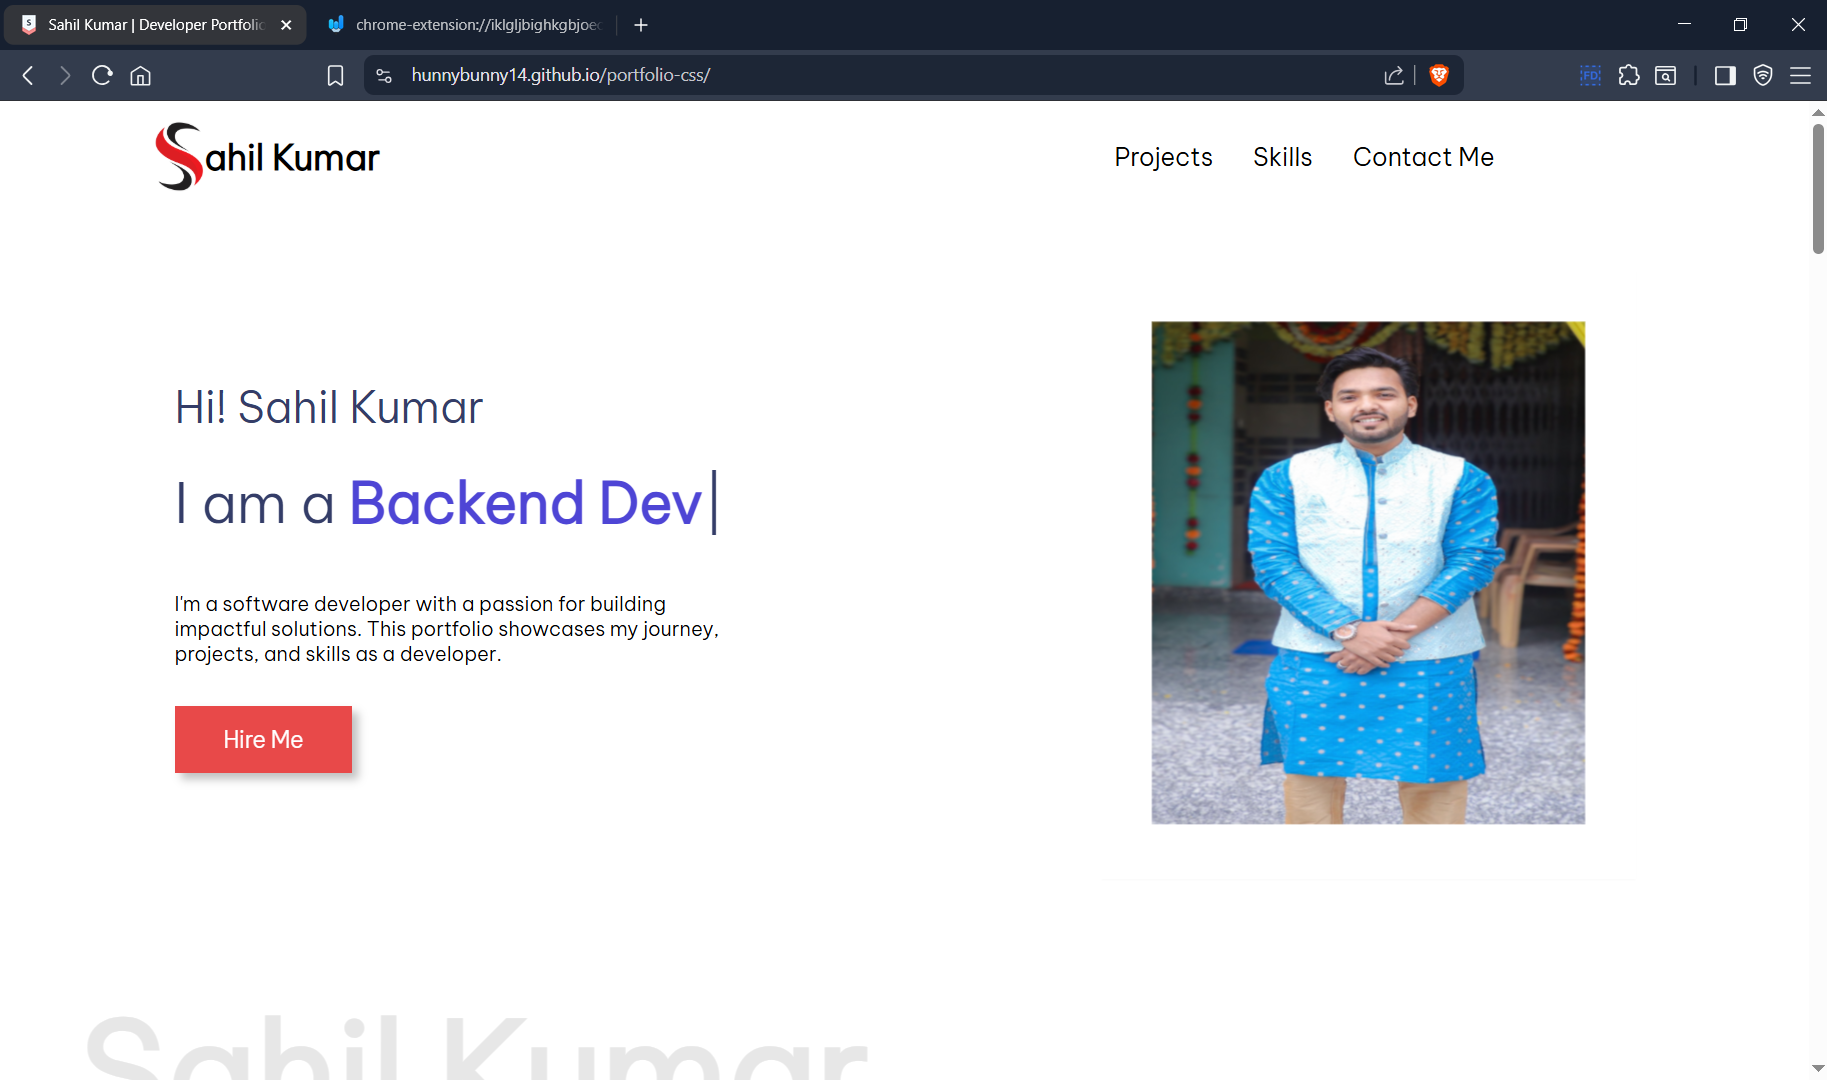 Sahil Kumar | Developer Portfolio
chrome-extension://iklgljbighkgbjoec
hunnybunny14.github.io/portfolio-css/
FD
Sahil Kumar
Projects
Skills
Contact Me
Hi! Sahil Kumar
I am a Backend Dev|
I'm a software developer with a passion for building
impactful solutions. This portfolio showcases my journey,
projects, and skills as a developer.
Hire Me
Sahil Kumar